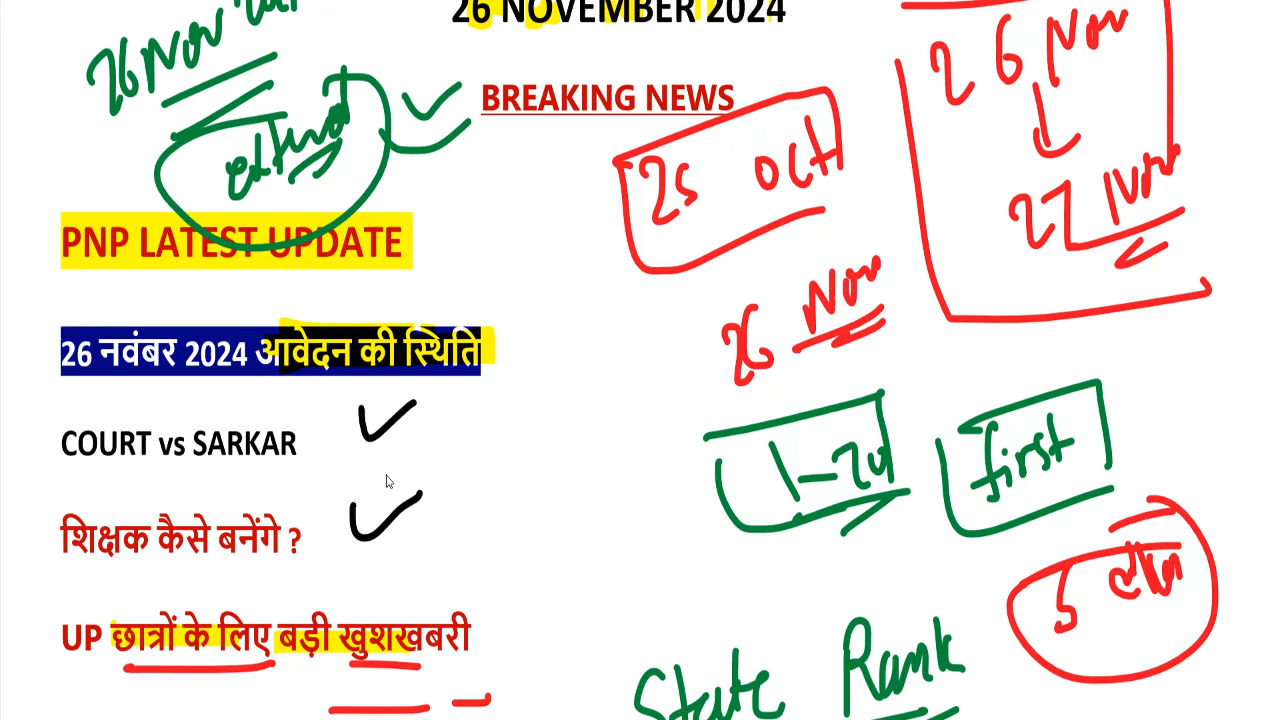 26 NOVEMBER 2024
26 Nov
BREAKING NEWS
26 Nov
27 Nov
25 Oct
PNP LATEST UPDATE
26 Nov
26 नवंबर 2024 आवेदन की स्थिति
COURT vs SARKAR
first
शिक्षक कैसे बनेंगे ?
UP छात्रों के लिए बड़ी खुशखबरी
5
State Rank